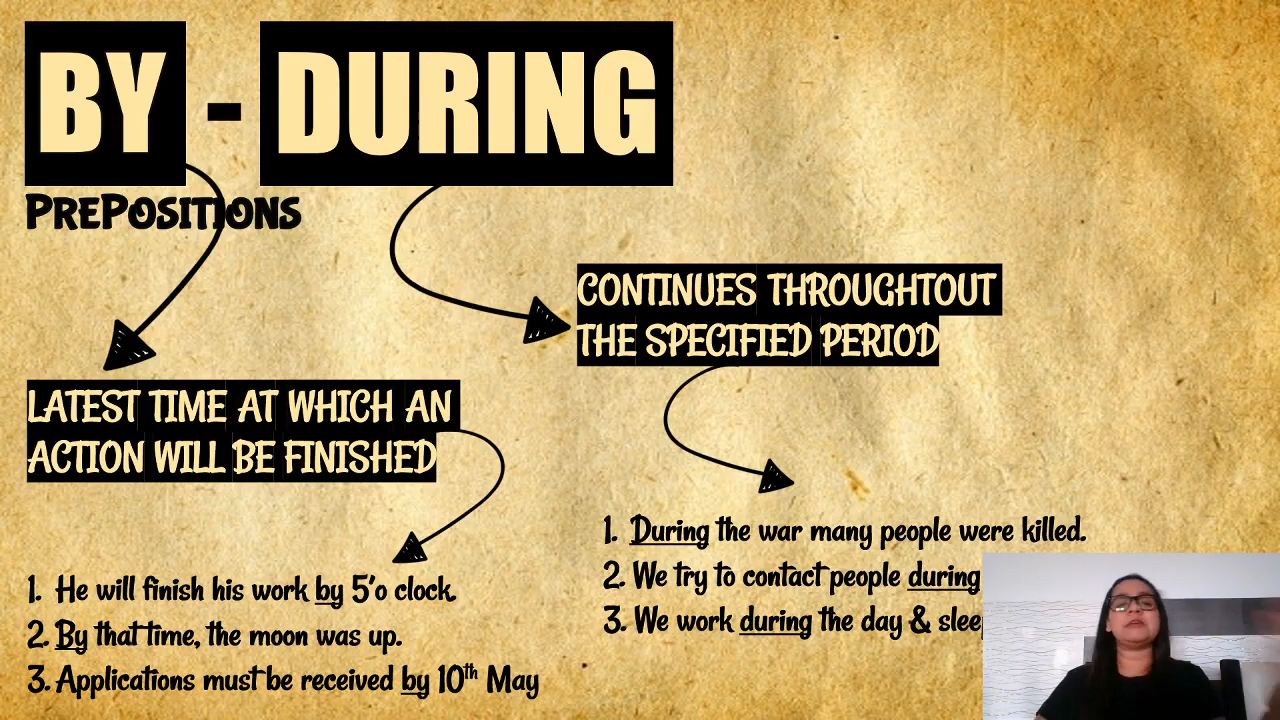 BY - DURING
PREPOSITIONS
CONTINUES THROUGHTOUT
THE SPECIFIED PERIOD
LATEST TIME AT WHICH AN
ACTION WILL BE FINISHED
1. He will finish his work by 5'o clock.
2. By that time, the moon was up.
3. Applications must be received by 10th May
1. During the war many people were killed.
2. We try to contact people during
3. We work during the day &